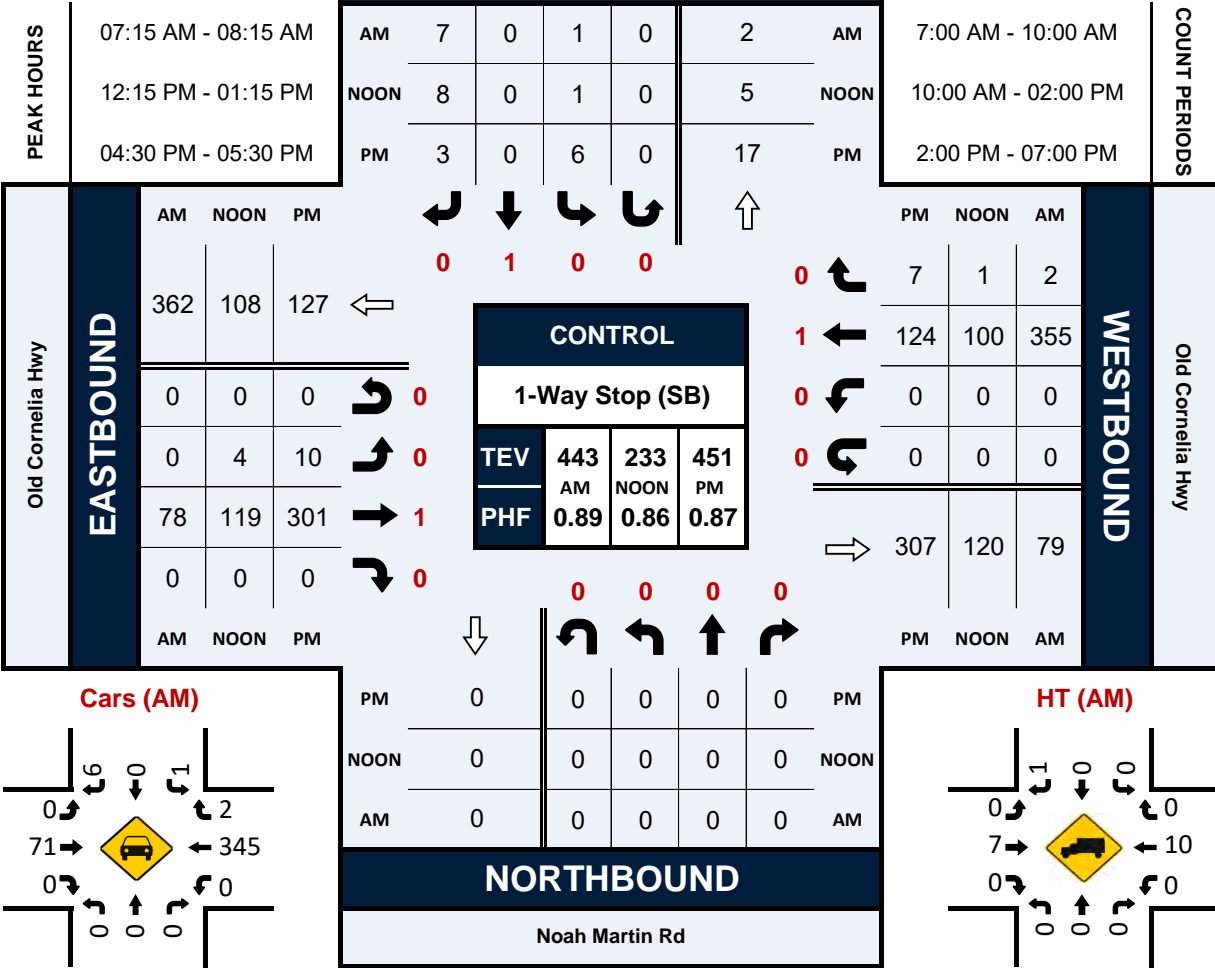 PEAK HOURS
07:15 AM - 08:15 AM
12:15 PM - 01:15 PM
04:30 PM - 05:30 PM
AM 7 0 1 0 2 AM
NOON 8 0 1 0 5 NOON
PM 3 0 6 0 17 PM
7:00 AM - 10:00 AM
10:00 AM - 02:00 PM
2:00 PM - 07:00 PM
COUNT PERIODS
0 1 0 0
Old Cornelia Hwy
EASTBOUND
AM NOON PM
362 108 127
0 0 0 0
0 4 10 0
78 119 301 1
0 0 0 0
AM NOON PM
CONTROL
1-Way Stop (SB)
TEV 443 233 451
AM NOON PM
PHF 0.89 0.86 0.87
PM NOON AM
0 7 1 2
1 124 100 355
0 0 0 0
0 0 0 0
307 120 79
PM NOON AM
WESTBOUND
Old Cornelia Hwy
0 0 0 0
PM 0 0 0 0 0 PM
NOON 0 0 0 0 0 NOON
AM 0 0 0 0 0 AM
NORTHBOUND
Noah Martin Rd
Cars (AM)
6 0 1
0 2
71 345
0 0
0 0 0
HT (AM)
1 0 0
0 0
7 10
0 0
0 0 0